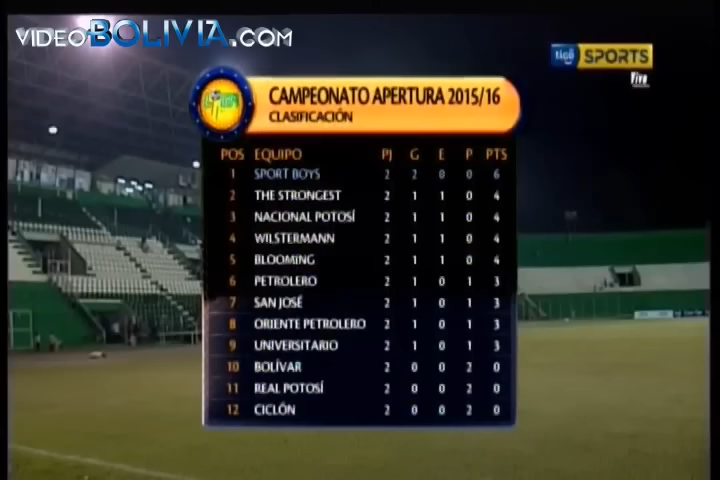 VIDEOBOLIVIA.COM
tigo SPORTS
Vivo
CAMPEONATO APERTURA 2015/16
CLASIFICACIÓN
POS EQUIPO PJ G E P PTS
1 SPORT BOYS 2 2 0 0 6
2 THE STRONGEST 2 1 1 0 4
3 NACIONAL POTOSÍ 2 1 1 0 4
4 WILSTERMANN 2 1 1 0 4
5 BLOOMING 2 1 1 0 4
6 PETROLERO 2 1 0 1 3
7 SAN JOSÉ 2 1 0 1 3
8 ORIENTE PETROLERO 2 1 0 1 3
9 UNIVERSITARIO 2 1 0 1 3
10 BOLÍVAR 2 0 0 2 0
11 REAL POTOSÍ 2 0 0 2 0
12 CICLÓN 2 0 0 2 0